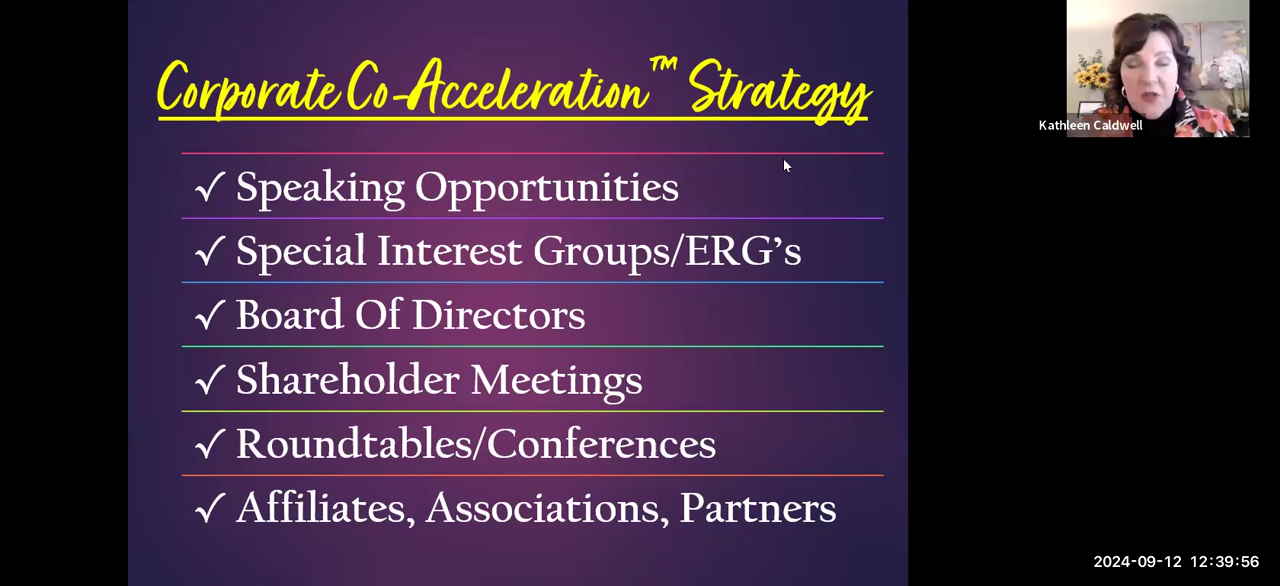 Corporate Co-Acceleration™ Strategy
✓ Speaking Opportunities
✓ Special Interest Groups/ERG’s
✓ Board Of Directors
✓ Shareholder Meetings
✓ Roundtables/Conferences
✓ Affiliates, Associations, Partners
Kathleen Caldwell
2024-09-12 12:39:56